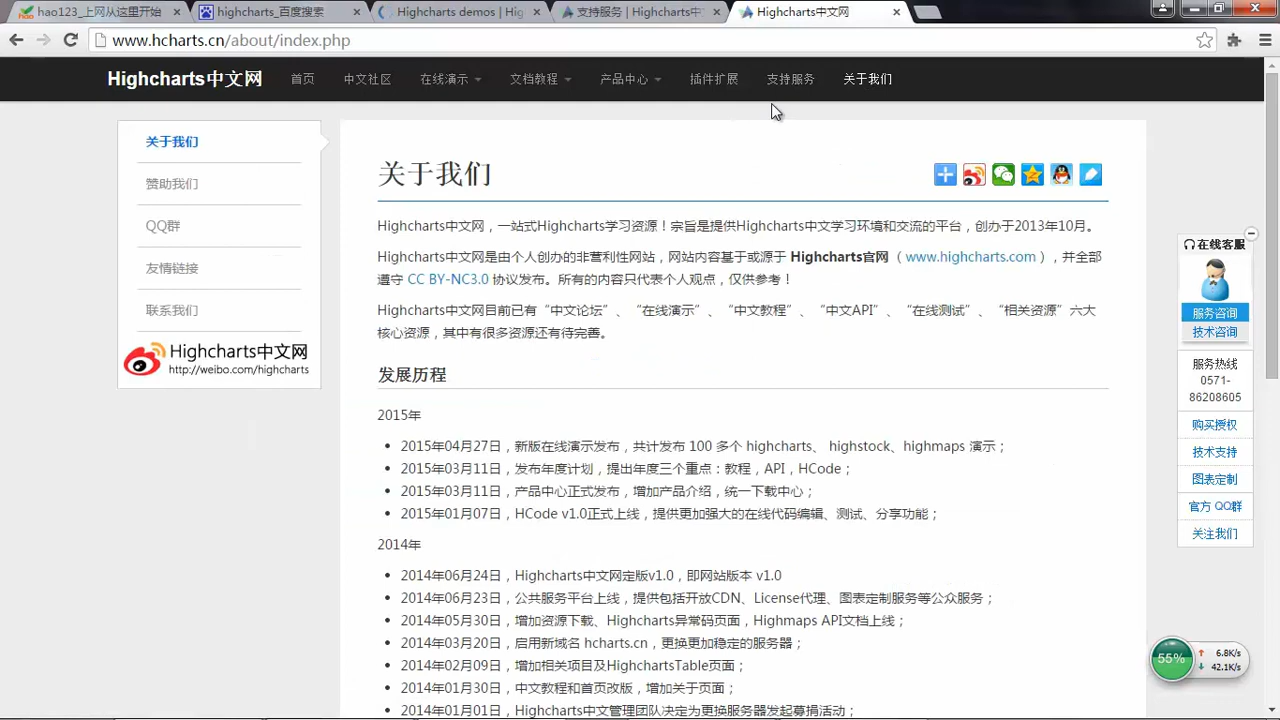 hao123_上网从这里开始
highcharts_百度搜索
Highcharts demos | Hig
支持服务 | Highcharts中
Highcharts中文网
www.hcharts.cn/about/index.php
Highcharts中文网 首页 中文社区 在线演示 文档教程 产品中心 插件扩展 支持服务 关于我们
关于我们
赞助我们
QQ群
友情链接
联系我们
Highcharts中文网
http://weibo.com/highcharts
关于我们
Highcharts中文网，一站式Highcharts学习资源！宗旨是提供Highcharts中文学习环境和交流的平台，创办于2013年10月。
Highcharts中文网是由个人创办的非营利性网站，网站内容基于或源于 Highcharts官网（ www.highcharts.com ），并全部
遵守 CC BY-NC3.0 协议发布。所有的内容只代表个人观点，仅供参考！
Highcharts中文网目前已有“中文论坛”、“在线演示”、“中文教程”、“中文API”、“在线测试”、“相关资源”六大
核心资源，其中有很多资源还有待完善。
发展历程
2015年
2015年04月27日，新版在线演示发布，共计发布 100 多个 highcharts、 highstock、highmaps 演示；
2015年03月11日，发布年度计划，提出年度三个重点：教程，API，HCode；
2015年03月11日，产品中心正式发布，增加产品介绍，统一下载中心；
2015年01月07日，HCode v1.0正式上线，提供更加强大的在线代码编辑、测试、分享功能；
2014年
2014年06月24日，Highcharts中文网定版v1.0，即网站版本 v1.0
2014年06月23日，公共服务平台上线，提供包括开放CDN、License代理、图表定制服务等公众服务；
2014年05月30日，增加资源下载、Highcharts异常码页面，Highmaps API文档上线；
2014年03月20日，启用新域名 hcharts.cn，更换更加稳定的服务器；
2014年02月09日，增加相关项目及HighchartsTable页面；
2014年01月30日，中文教程和首页改版，增加关于页面；
2014年01月01日，Highcharts中文管理团队决定为更换服务器发起募捐活动；
在线客服
服务咨询
技术咨询
服务热线
0571-
86208605
购买授权
技术支持
图表定制
官方 QQ群
关注我们
55%
6.8K/s
42.1K/s